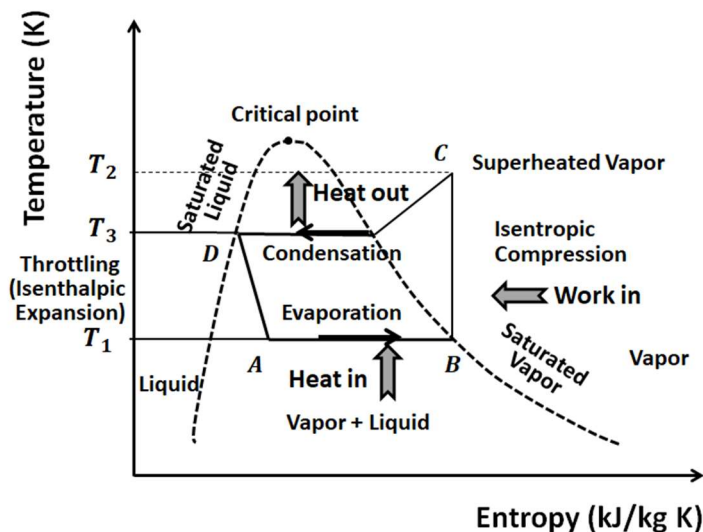 Temperature (K)
Critical point
T₂
Saturated
Liquid
C
Superheated Vapor
Heat out
T₃
D
Condensation
Isentropic
Compression
Throttling
(Isenthalpic
Expansion)
Evaporation
Work in
T₁
A
B
Saturated
Vapor
Vapor
Liquid
Heat in
Vapor + Liquid
Entropy (kJ/kg K)